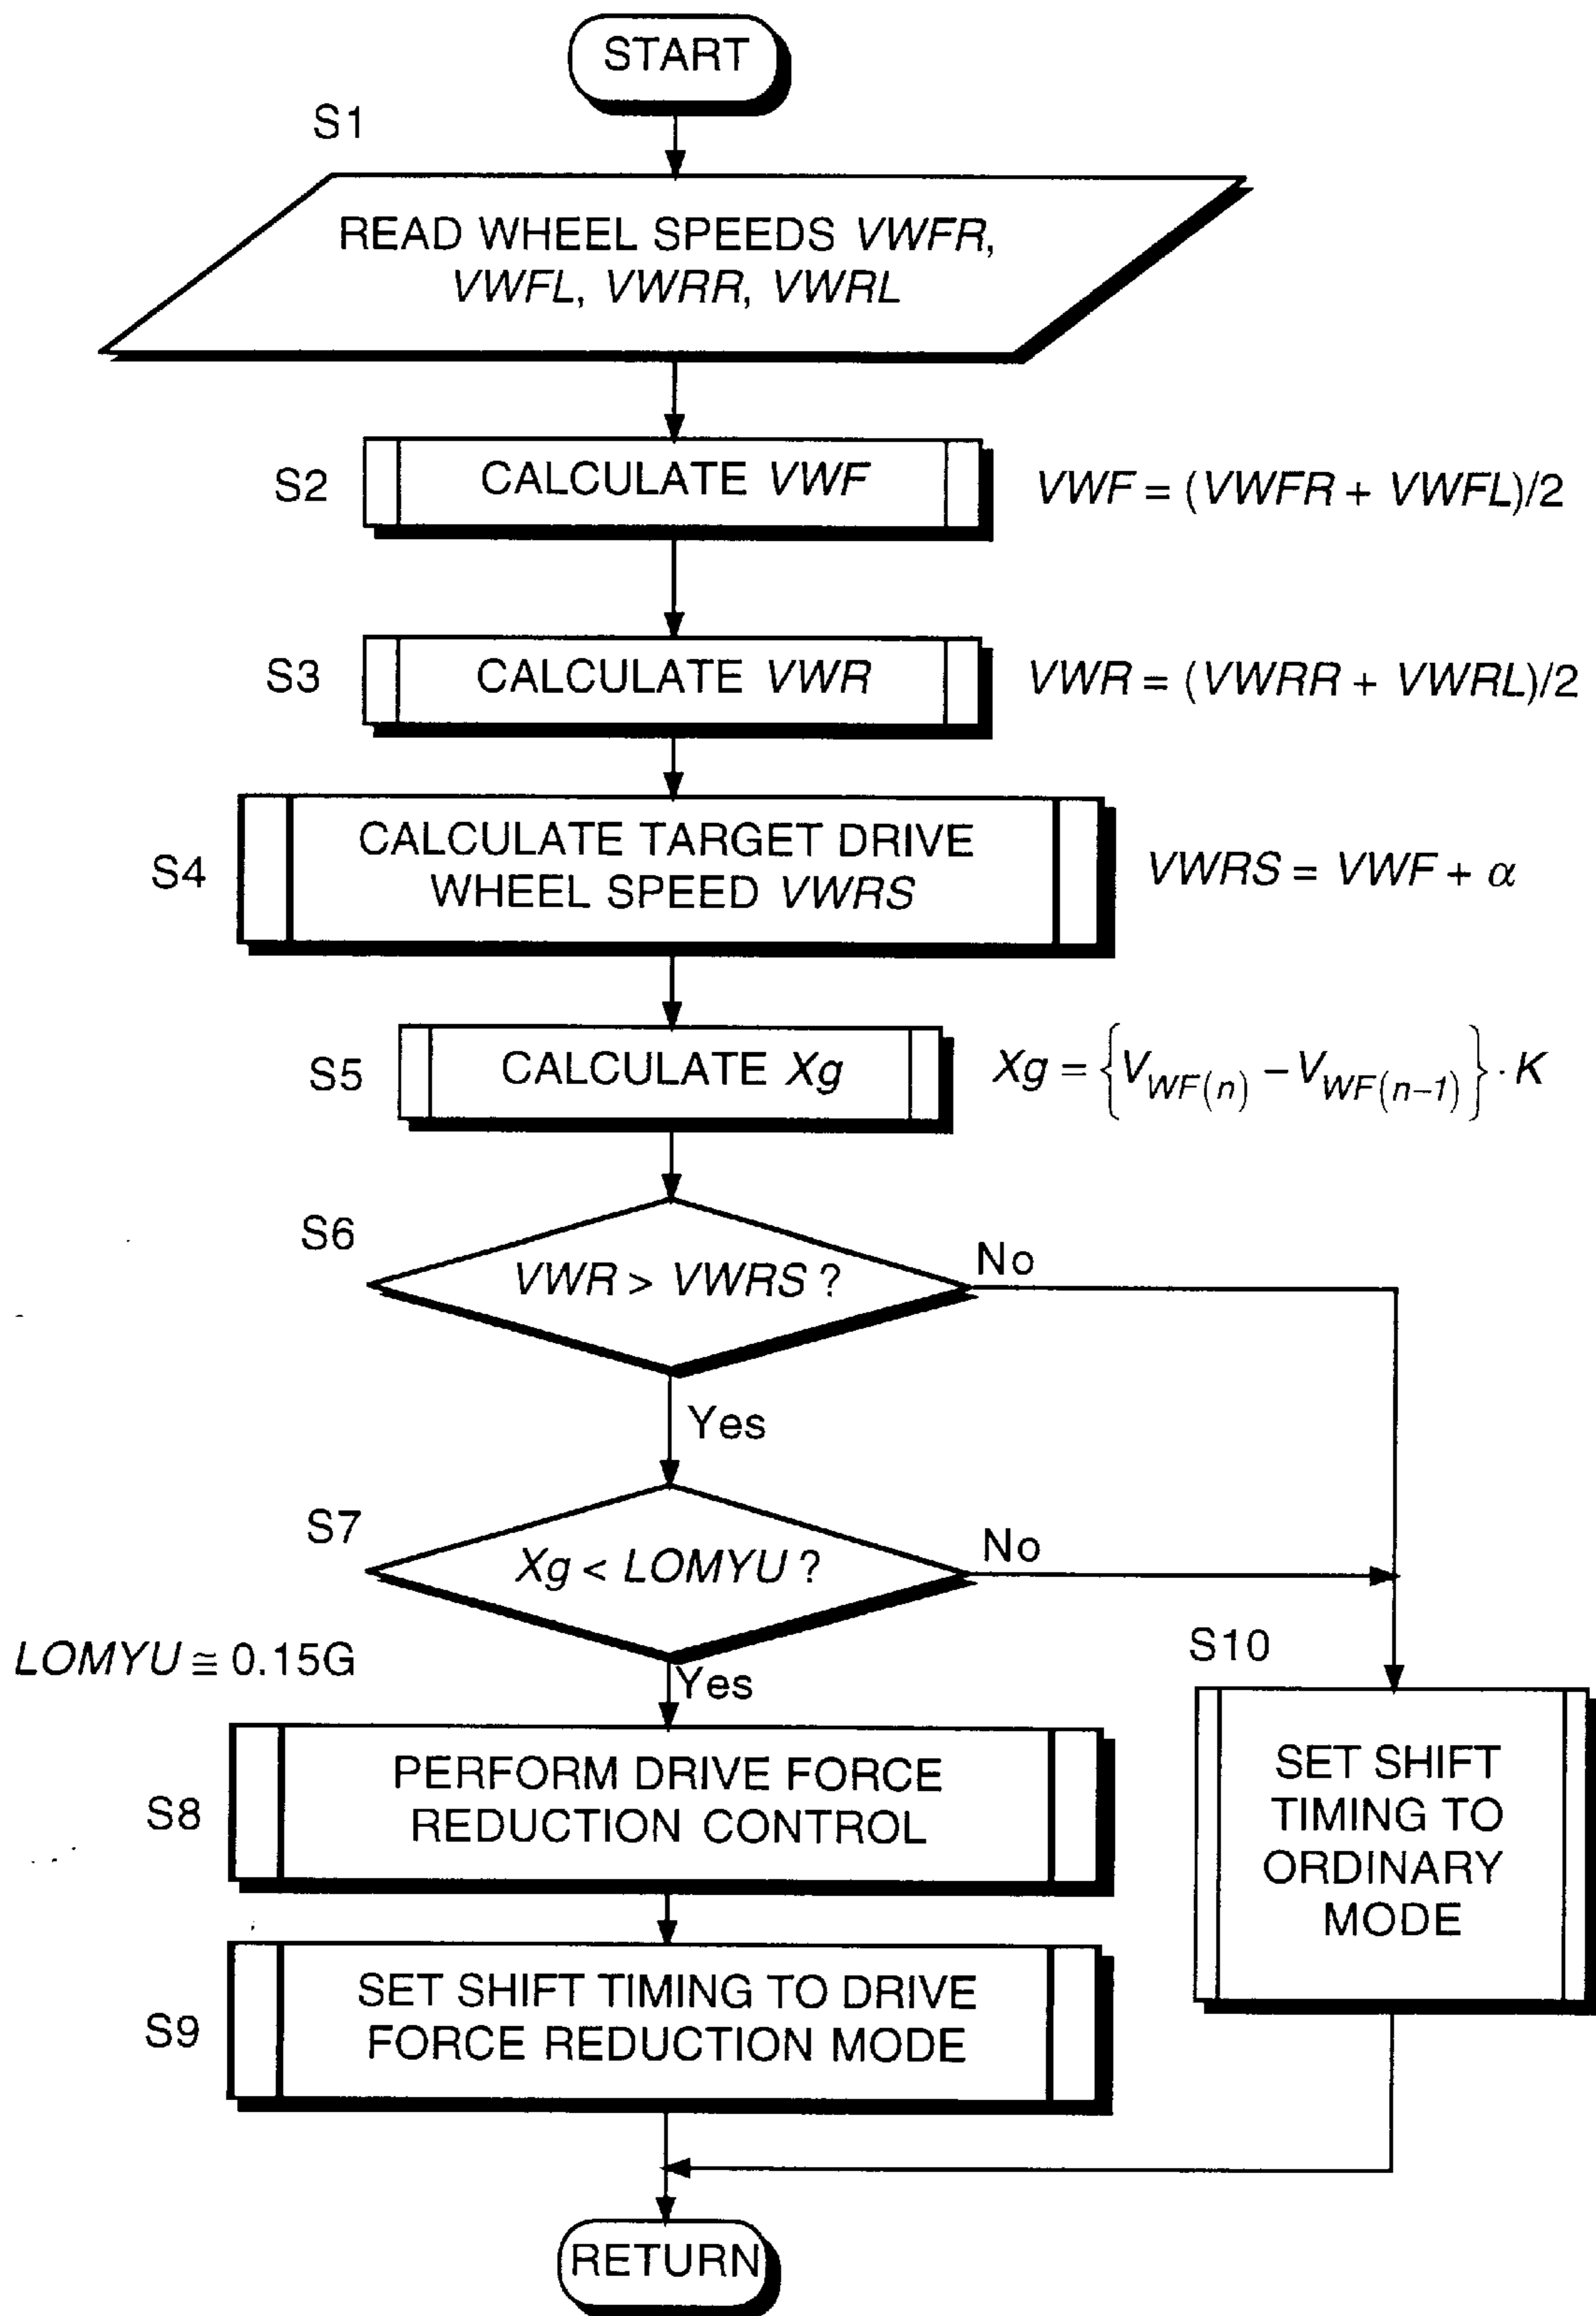 START
S1
READ WHEEL SPEEDS VWFR,
VWFL, VWRR, VWRL
S2
CALCULATE VWF
VWF = (VWFR + VWFL)/2
S3
CALCULATE VWR
VWR = (VWRR + VWRL)/2
S4
CALCULATE TARGET DRIVE
WHEEL SPEED VWRS
VWRS = VWF + α
S5
CALCULATE Xg
Xg = {V_WF(n) − V_WF(n−1)} · K
S6
VWR > VWRS ?
No
Yes
S7
Xg < LOMYU ?
No
LOMYU ≅ 0.15G
Yes
S8
PERFORM DRIVE FORCE
REDUCTION CONTROL
S9
SET SHIFT TIMING TO DRIVE
FORCE REDUCTION MODE
S10
SET SHIFT
TIMING TO
ORDINARY
MODE
RETURN